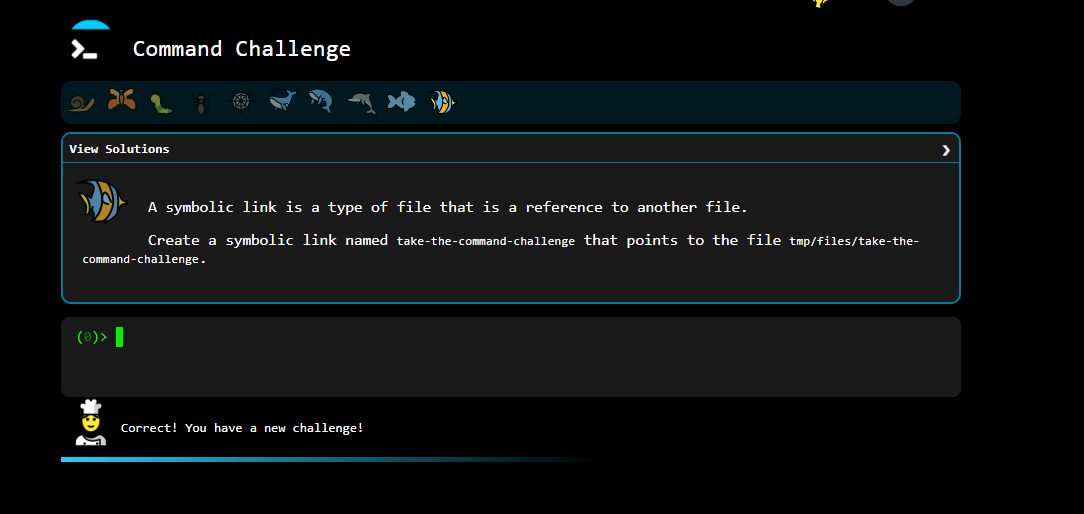 Command Challenge
View Solutions
A symbolic link is a type of file that is a reference to another file.
Create a symbolic link named take-the-command-challenge that points to the file tmp/files/take-the-
command-challenge.
(0)>
Correct! You have a new challenge!